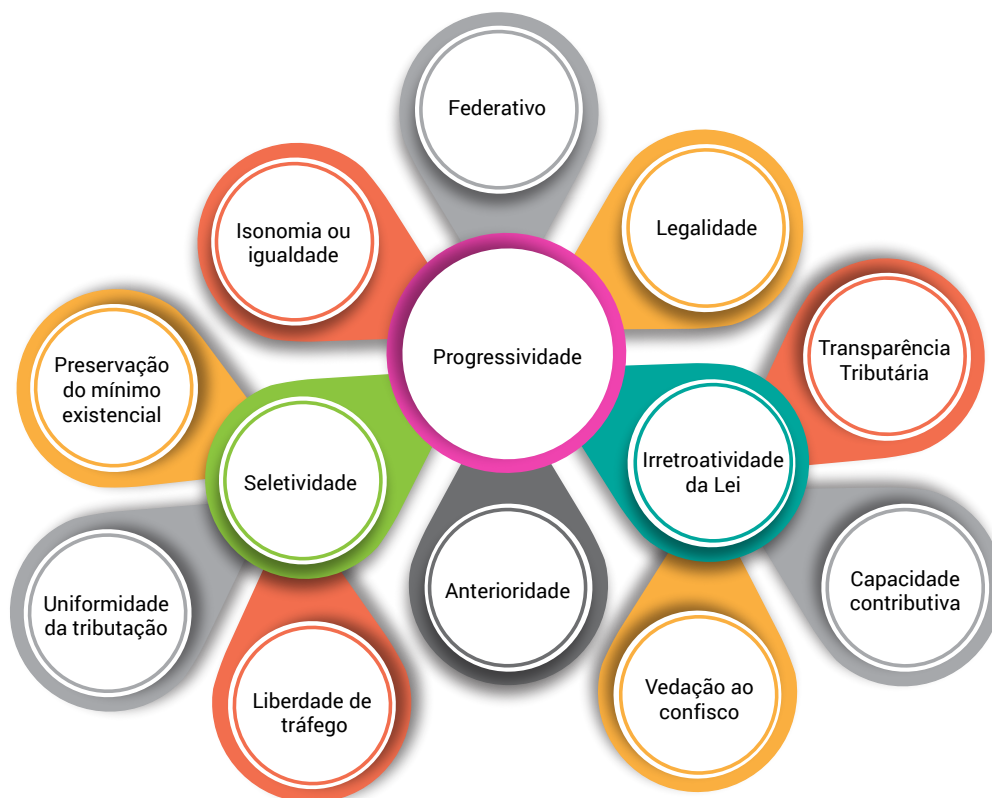 Federativo
Isonomia ou
igualdade
Legalidade
Progressividade
Transparência
Tributária
Preservação
do mínimo
existencial
Seletividade
Irretroatividade
da Lei
Anterioridade
Uniformidade
da tributação
Capacidade
contributiva
Liberdade de
tráfego
Vedação ao
confisco